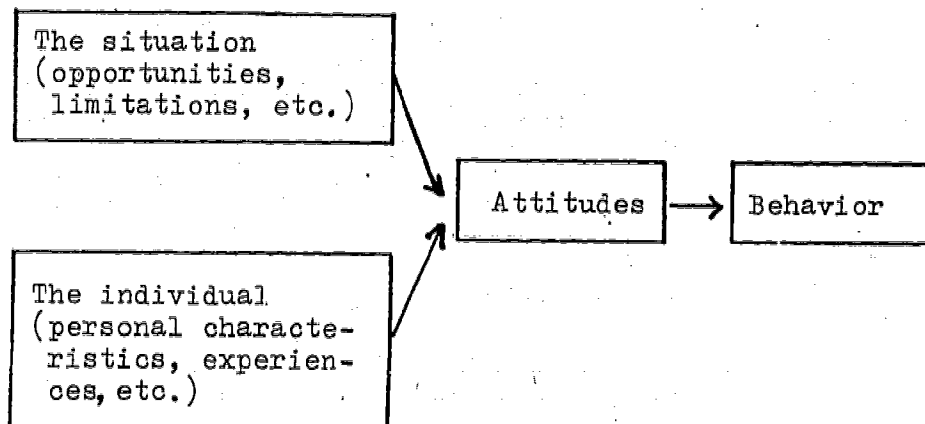 The situation
(opportunities,
limitations, etc.)
Attitudes
Behavior
The individual
(personal characte-
ristics, experien-
ces, etc.)